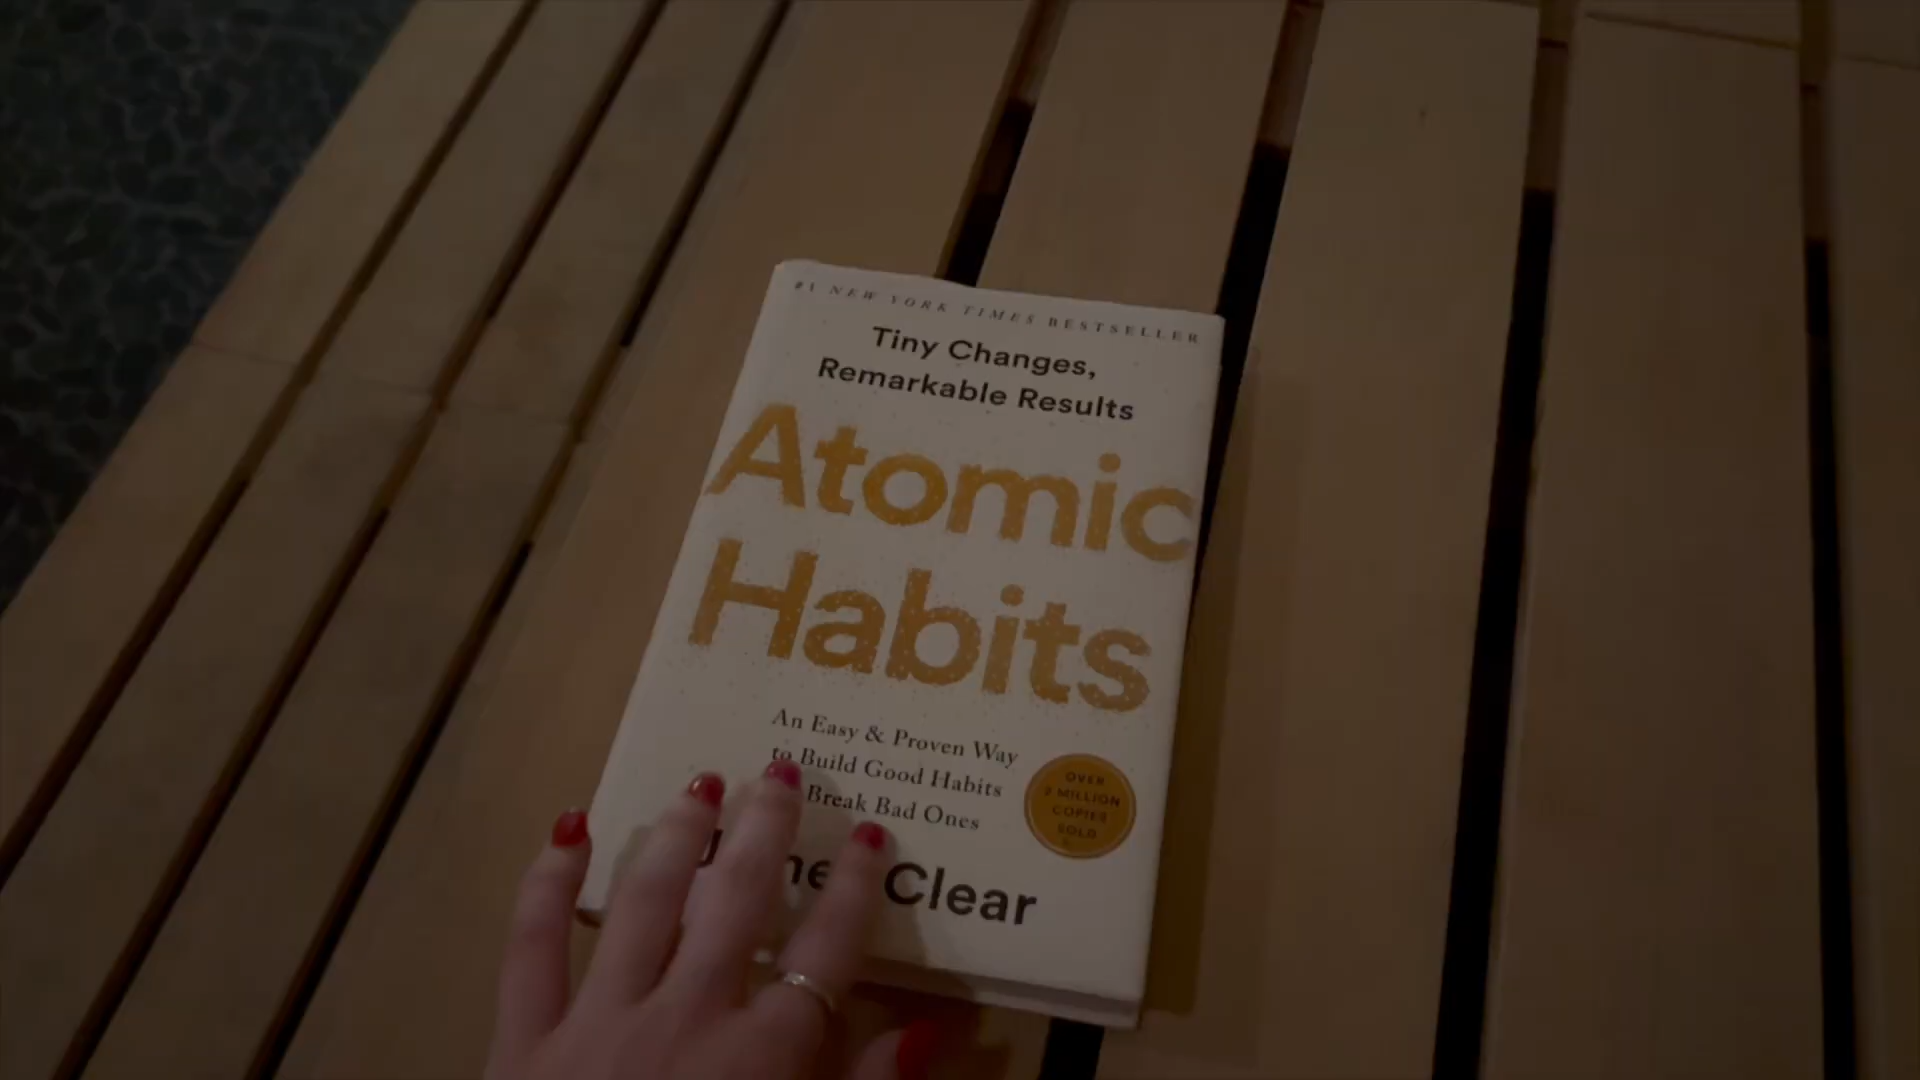 #1 NEW YORK TIMES BESTSELLER
Tiny Changes,
Remarkable Results
Atomic
Habits
An Easy & Proven Way
to Build Good Habits
Break Bad Ones
OVER
2 MILLION
COPIES
SOLD
Clear